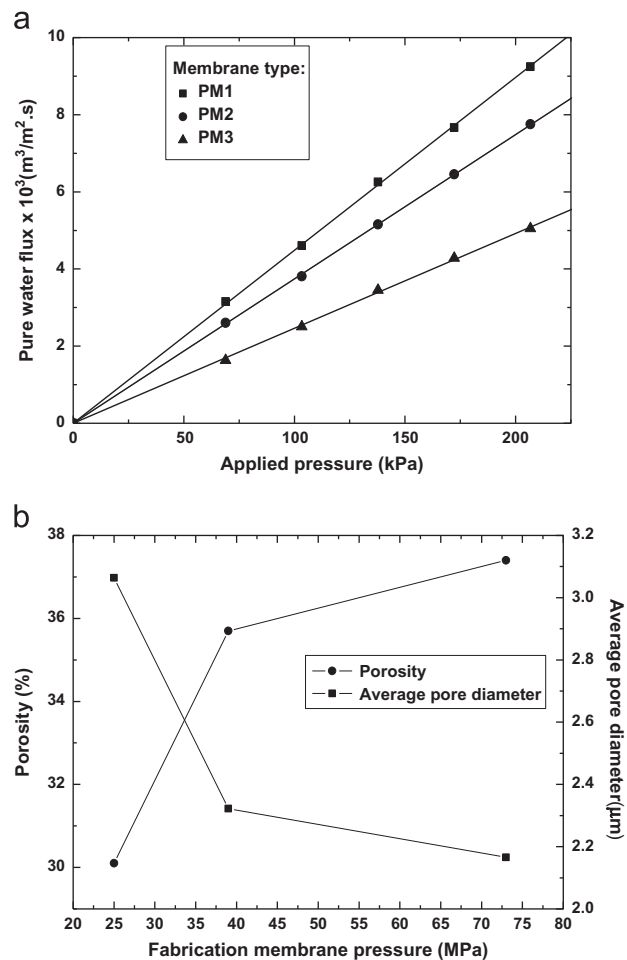 a
10
8
6
4
2
0
Pure water flux x 10³(m³/m².s)
Membrane type:
PM1
PM2
PM3
0 50 100 150 200
Applied pressure (kPa)
b
38
36
34
32
30
Porosity (%)
Porosity
Average pore diameter
3.2
3.0
2.8
2.6
2.4
2.2
2.0
Average pore diameter(μm)
20 25 30 35 40 45 50 55 60 65 70 75 80
Fabrication membrane pressure (MPa)